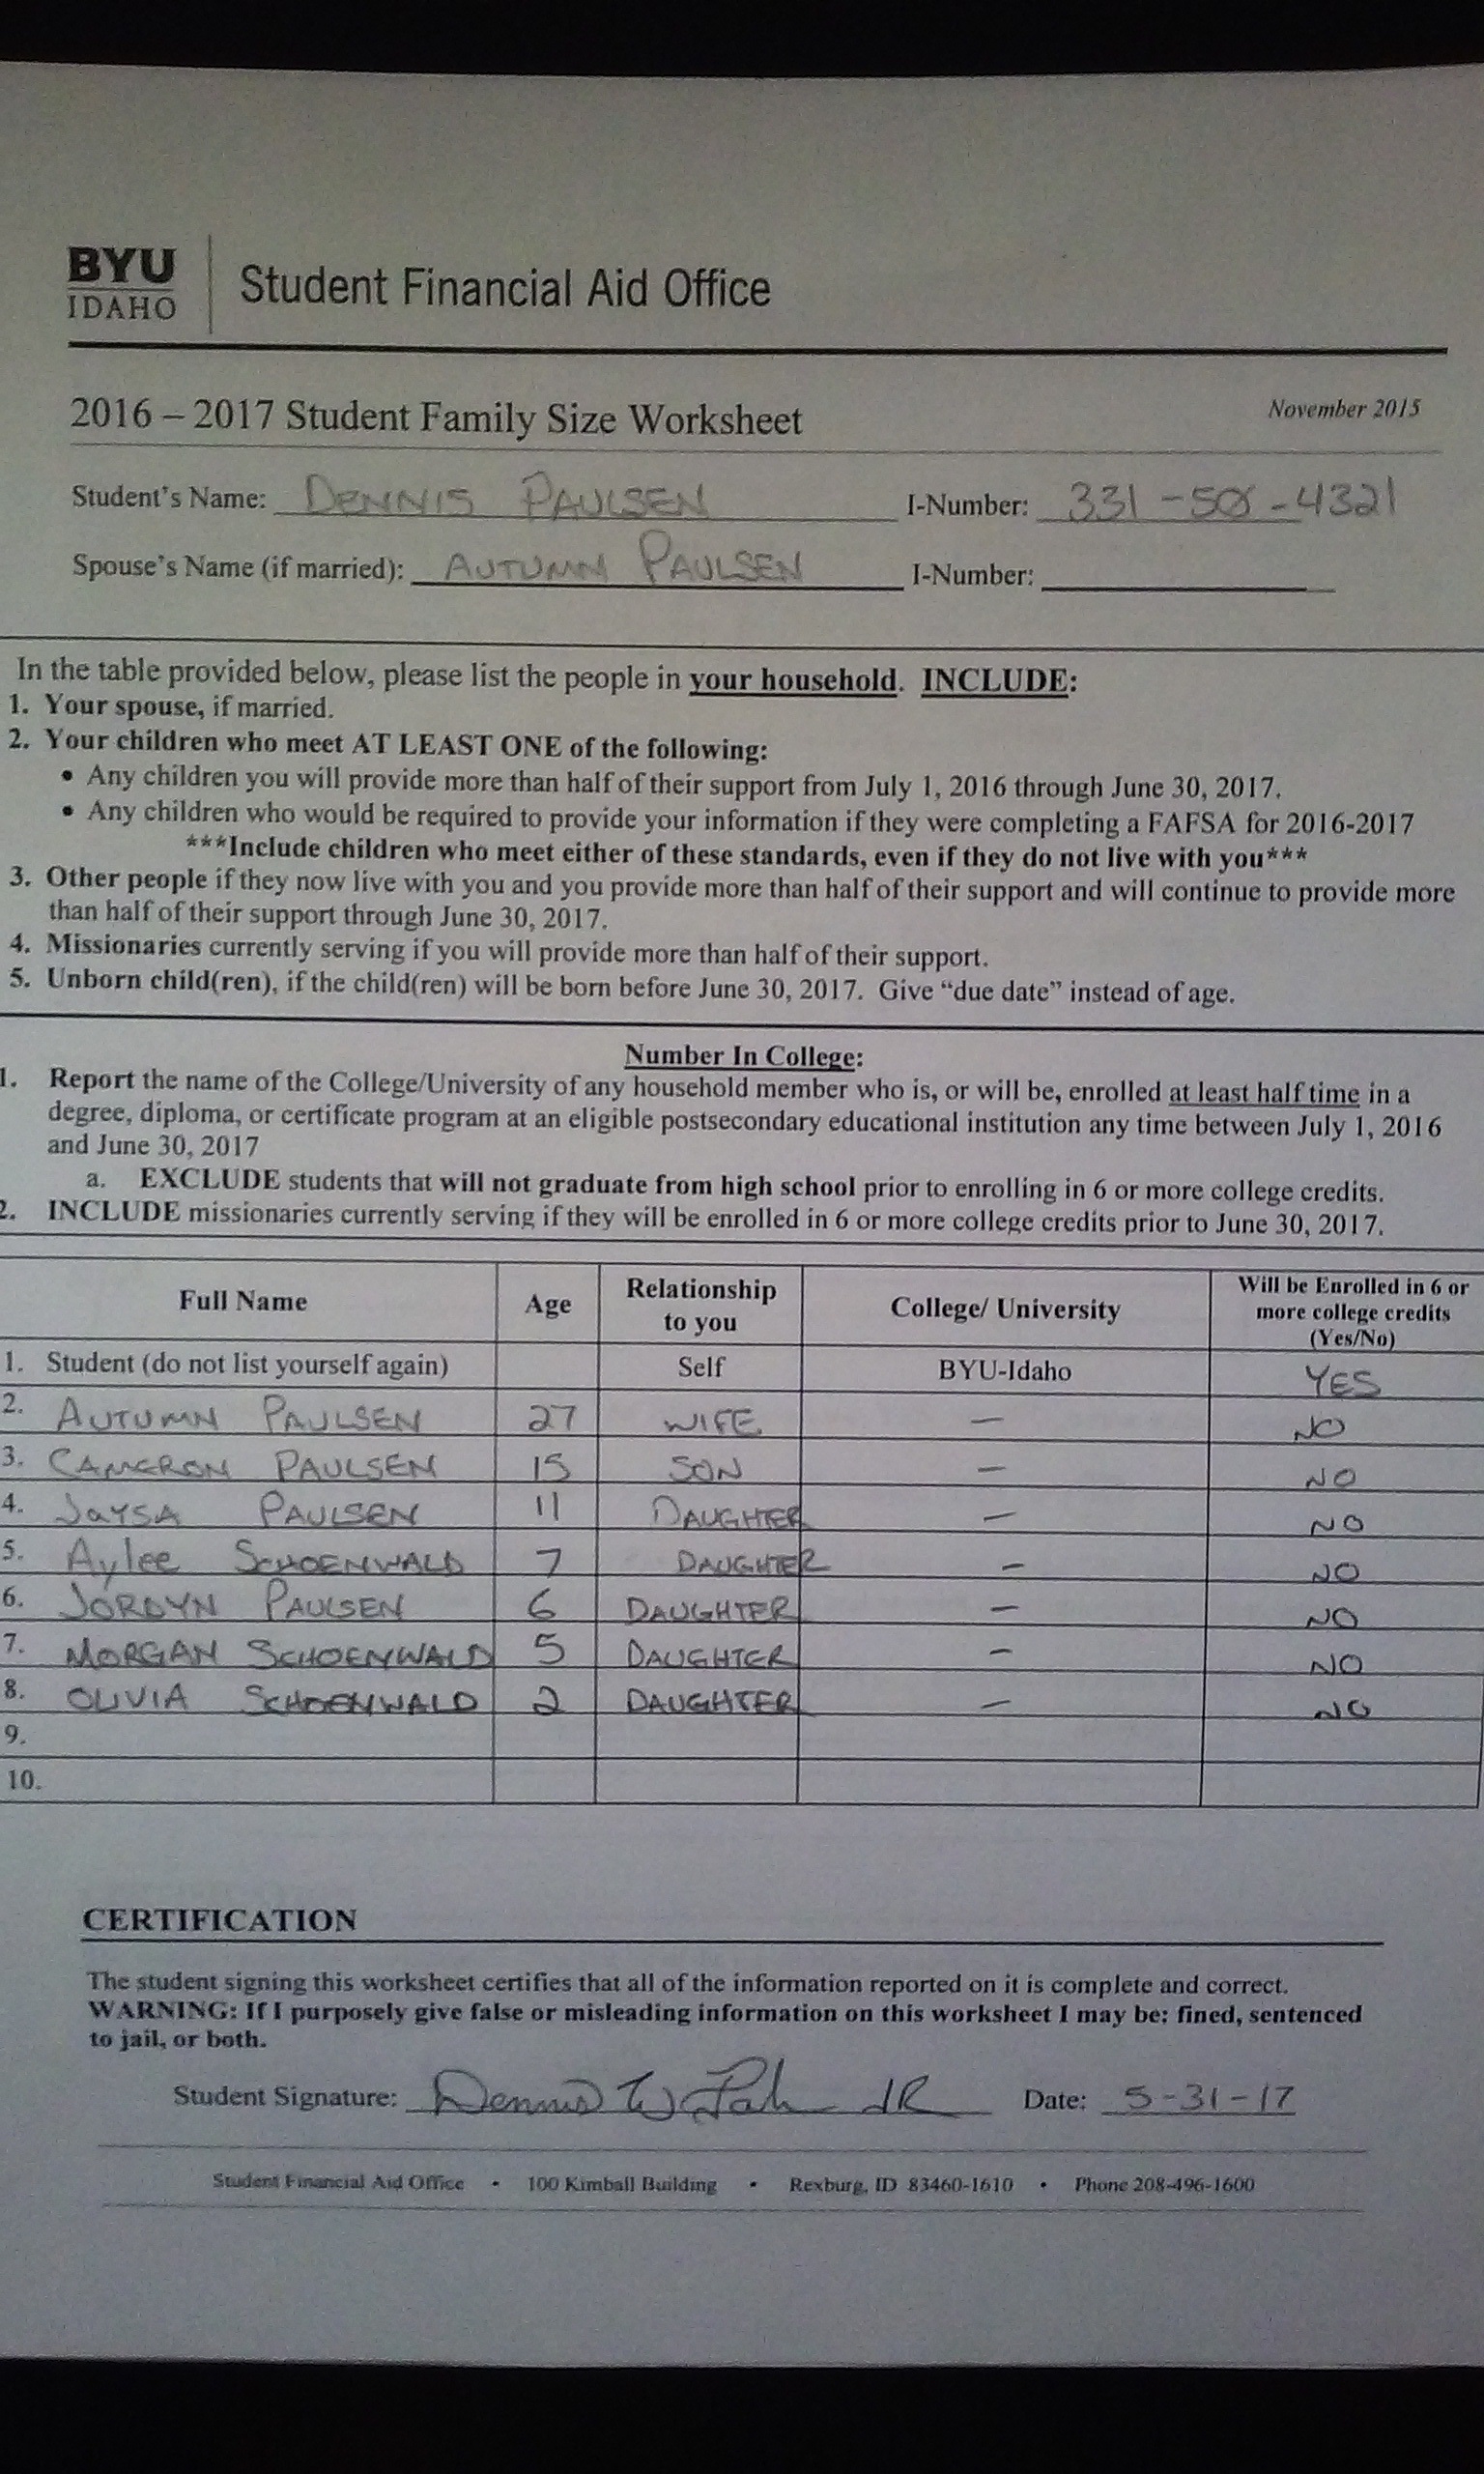 BYU
IDAHO
Student Financial Aid Office
2016 – 2017 Student Family Size Worksheet November 2015
Student's Name: DENNIS PAULSEN I-Number: 331-50-4321
Spouse's Name (if married): AUTUMN PAULSEN I-Number:
In the table provided below, please list the people in your household. INCLUDE:
1. Your spouse, if married.
2. Your children who meet AT LEAST ONE of the following:
• Any children you will provide more than half of their support from July 1, 2016 through June 30, 2017.
• Any children who would be required to provide your information if they were completing a FAFSA for 2016-2017
***Include children who meet either of these standards, even if they do not live with you***
3. Other people if they now live with you and you provide more than half of their support and will continue to provide more
than half of their support through June 30, 2017.
4. Missionaries currently serving if you will provide more than half of their support.
5. Unborn child(ren), if the child(ren) will be born before June 30, 2017. Give “due date” instead of age.
Number In College:
1. Report the name of the College/University of any household member who is, or will be, enrolled at least half time in a
degree, diploma, or certificate program at an eligible postsecondary educational institution any time between July 1, 2016
and June 30, 2017
a. EXCLUDE students that will not graduate from high school prior to enrolling in 6 or more college credits.
2. INCLUDE missionaries currently serving if they will be enrolled in 6 or more college credits prior to June 30, 2017.
Full Name Age Relationship to you College/ University Will be Enrolled in 6 or more college credits (Yes/No)
1. Student (do not list yourself again) Self BYU-Idaho YES
2. AUTUMN PAULSEN 27 WIFE — NO
3. CAMERON PAULSEN 15 SON — NO
4. JaYSA PAULSEN 11 DAUGHTER — NO
5. Aylee SCHOENWALD 7 DAUGHTER – NO
6. JORDYN PAULSEN 6 DAUGHTER — NO
7. MORGAN SCHOENWALD 5 DAUGHTER – NO
8. OLIVIA SCHOENWALD 2 DAUGHTER — NO
9.
10.
CERTIFICATION
The student signing this worksheet certifies that all of the information reported on it is complete and correct.
WARNING: If I purposely give false or misleading information on this worksheet I may be: fined, sentenced
to jail, or both.
Student Signature: Dennis W JR Date: 5-31-17
Student Financial Aid Office • 100 Kimball Building • Rexburg, ID 83460-1610 • Phone 208-496-1600